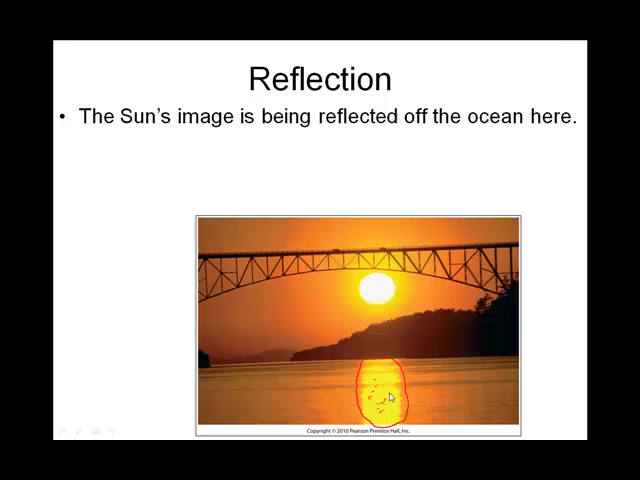 Reflection
• The Sun's image is being reflected off the ocean here.
Copyright © 2010 Pearson Prentice Hall, Inc.